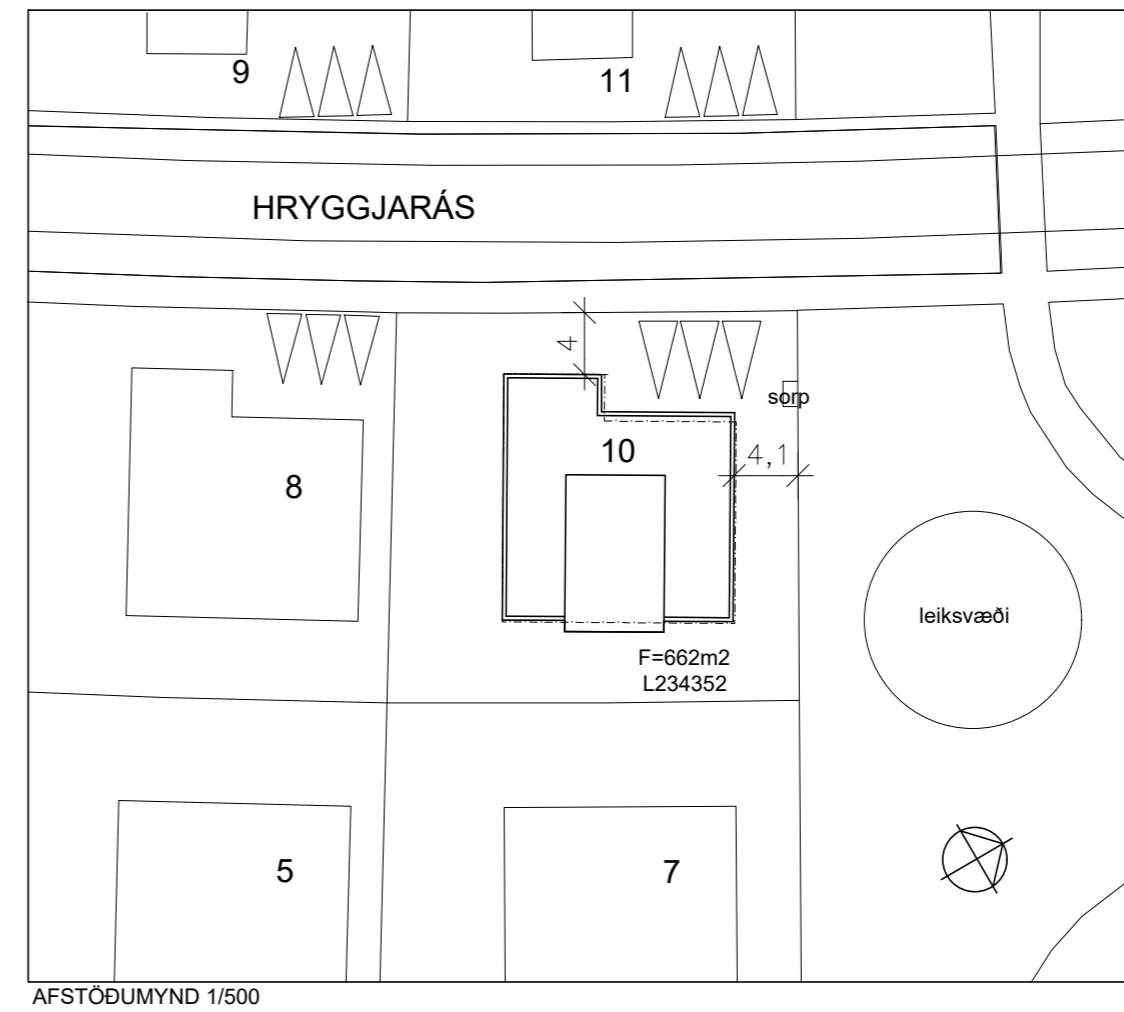 9
11
HRYGGJARÁS
4
sorp
10
4,1
8
leiksvæði
F=662m2
L234352
5
7
AFSTÖÐUMYND 1/500